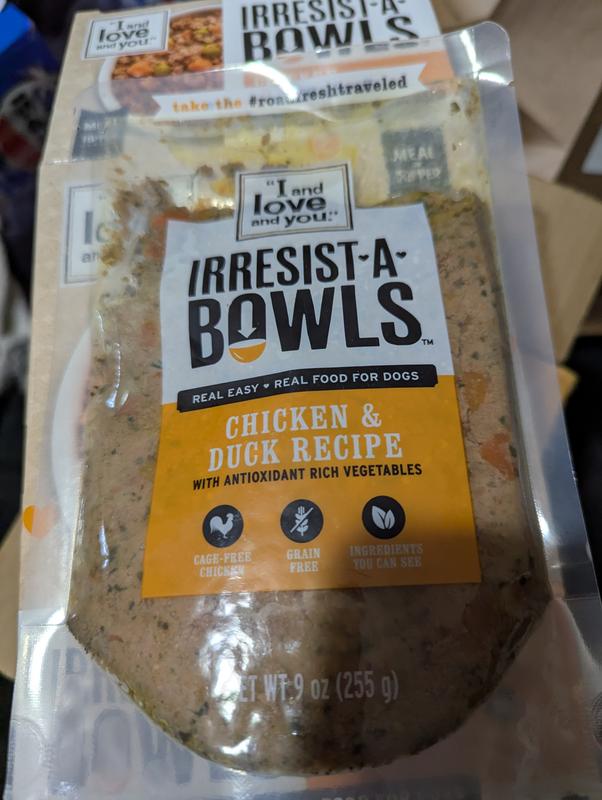 "I and
love
and you."
IRRESIST-A-
BOWLS
take the #roadfreshtraveled
MEAL
or
TOPPER
"I and
love
and you."
IRRESIST♥A♥
BOWLS™
REAL EASY ♥ REAL FOOD FOR DOGS
CHICKEN &
DUCK RECIPE
WITH ANTIOXIDANT RICH VEGETABLES
CAGE-FREE
CHICKEN
GRAIN
FREE
INGREDIENTS
YOU CAN SEE
NET WT 9 oz (255 g)